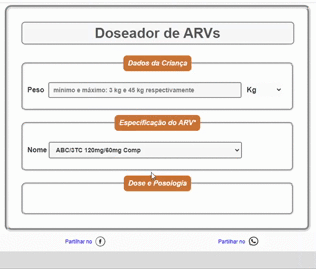 Doseador de ARVs
Dados da Criança
Peso mínimo e máximo: 3 kg e 45 kg respectivamente Kg
Especificação do ARV*
Nome ABC/3TC 120mg/60mg Comp
Dose e Posologia
Partilhar no Partilhar no